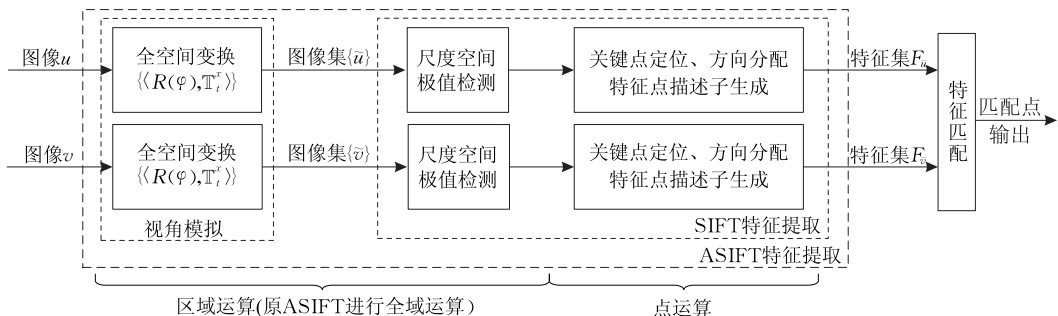 图像u
全空间变换
{⟨R(φ),𝕋ₜˣ⟩}
图像集{ũ}
尺度空间
极值检测
关键点定位、方向分配
特征点描述子生成
特征集Fũ
图像v
全空间变换
{⟨R(φ),𝕋ₜˣ⟩}
图像集{ṽ}
尺度空间
极值检测
关键点定位、方向分配
特征点描述子生成
特征集Fṽ
特征匹配
匹配点
输出
视角模拟
SIFT特征提取
ASIFT特征提取
区域运算(原ASIFT进行全域运算)
点运算